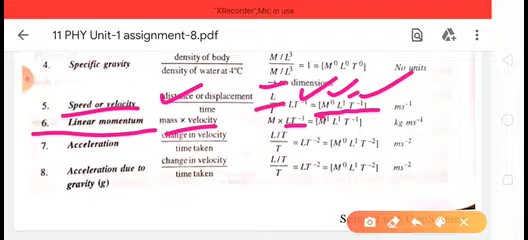 "XRecorder",Mic in use
11 PHY Unit-1 assignment-8.pdf
4. Specific gravity density of body / density of water at 4°C M / L³ / M / L³ = 1 = [M⁰ L⁰ T⁰] No units
dimension
5. Speed or velocity distance or displacement / time L / T = LT⁻¹ = [M⁰ L¹ T⁻¹] ms⁻¹
6. Linear momentum mass × velocity M × LT⁻¹ = [M¹ L¹ T⁻¹] kg ms⁻¹
7. Acceleration change in velocity / time taken L/T / T = LT⁻² = [M⁰ L¹ T⁻²] ms⁻²
8. Acceleration due to gravity (g) change in velocity / time taken L/T / T = LT⁻² = [M⁰ L¹ T⁻²] ms⁻²